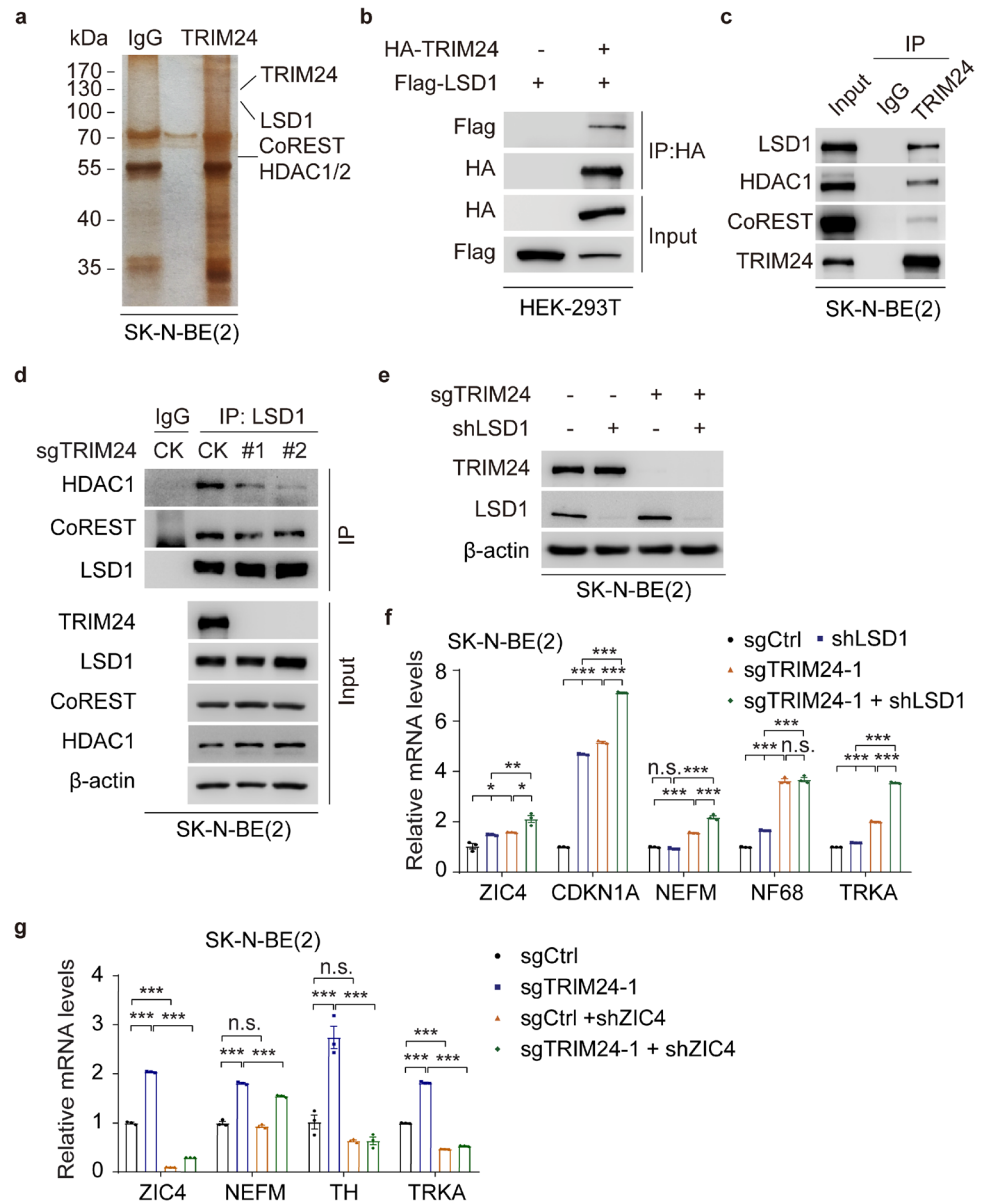 a
kDa IgG TRIM24
170 –
130 –
100 –
70 –
55 –
40 –
35 –
TRIM24
LSD1
CoREST
HDAC1/2
SK-N-BE(2)
b
HA-TRIM24 - +
Flag-LSD1 + +
Flag
HA
IP:HA
HA
Flag
Input
HEK-293T
c
IP
Input IgG TRIM24
LSD1
HDAC1
CoREST
TRIM24
SK-N-BE(2)
d
IgG IP: LSD1
sgTRIM24 CK CK #1 #2
HDAC1
CoREST
LSD1
IP
TRIM24
LSD1
CoREST
HDAC1
β-actin
Input
SK-N-BE(2)
e
sgTRIM24 - - + +
shLSD1 - + - +
TRIM24
LSD1
β-actin
SK-N-BE(2)
f
SK-N-BE(2)
sgCtrl shLSD1
sgTRIM24-1
sgTRIM24-1 + shLSD1
Relative mRNA levels
8
6
4
2
0
**
* *
***
*** ***
n.s. ***
*** ***
***
*** n.s.
***
*** ***
ZIC4 CDKN1A NEFM NF68 TRKA
g
SK-N-BE(2)
sgCtrl
sgTRIM24-1
sgCtrl +shZIC4
sgTRIM24-1 + shZIC4
Relative mRNA levels
4
3
2
1
0
***
*** ***
n.s.
*** ***
n.s.
*** ***
***
*** ***
ZIC4 NEFM TH TRKA